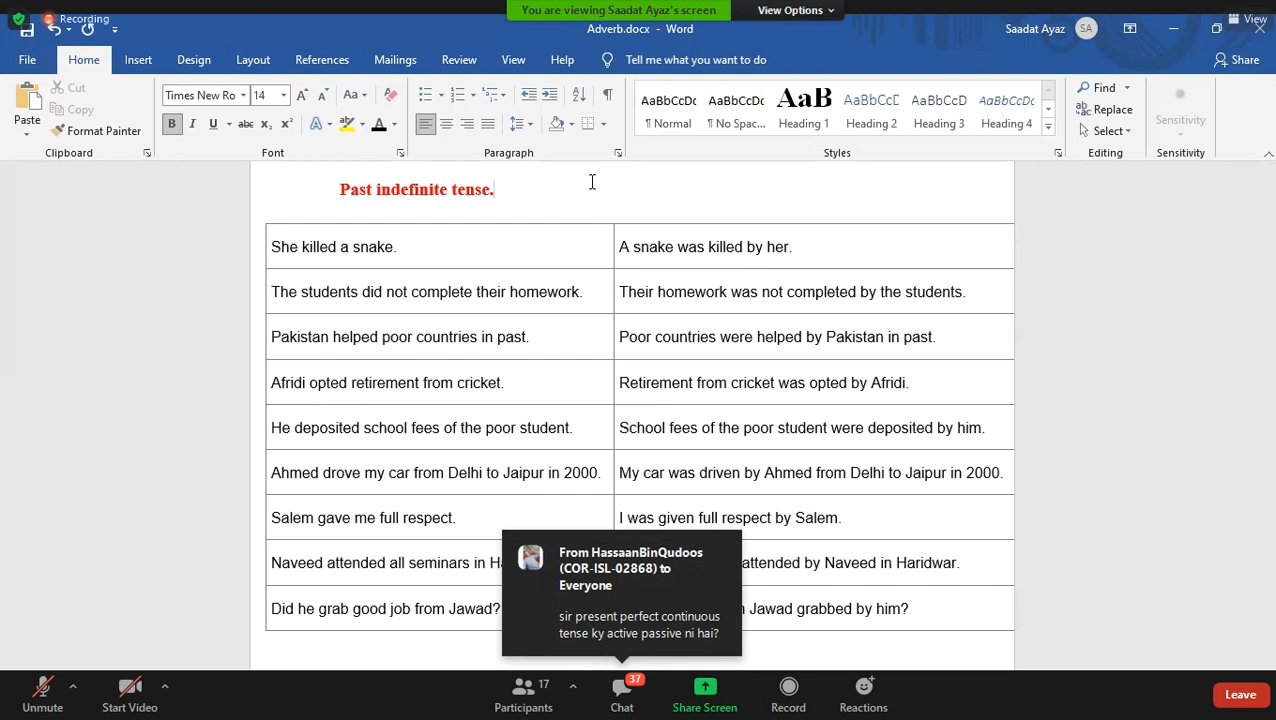 Recording
You are viewing Saadat Ayaz's screen
View Options
View
Adverb.docx - Word
Saadat Ayaz
SA
File Home Insert Design Layout References Mailings Review View Help Tell me what you want to do
Share
Paste
Cut
Copy
Format Painter
Clipboard
Times New Ro 14
Font
Paragraph
AaBbCcDc AaBbCcDc AaB AaBbCcD AaBbCcD AaBbCcD
¶ Normal ¶ No Spac... Heading 1 Heading 2 Heading 3 Heading 4
Styles
Find
Replace
Select
Editing
Sensitivity
Sensitivity
Past indefinite tense.
She killed a snake. A snake was killed by her.
The students did not complete their homework. Their homework was not completed by the students.
Pakistan helped poor countries in past. Poor countries were helped by Pakistan in past.
Afridi opted retirement from cricket. Retirement from cricket was opted by Afridi.
He deposited school fees of the poor student. School fees of the poor student were deposited by him.
Ahmed drove my car from Delhi to Jaipur in 2000. My car was driven by Ahmed from Delhi to Jaipur in 2000.
Salem gave me full respect. I was given full respect by Salem.
Naveed attended all seminars in Ha attended by Naveed in Haridwar.
Did he grab good job from Jawad? Jawad grabbed by him?
From HassaanBinQudoos
(COR-ISL-02868) to
Everyone
sir present perfect continuous
tense ky active passive ni hai?
Unmute
Start Video
17
Participants
37
Chat
Share Screen
Record
Reactions
Leave